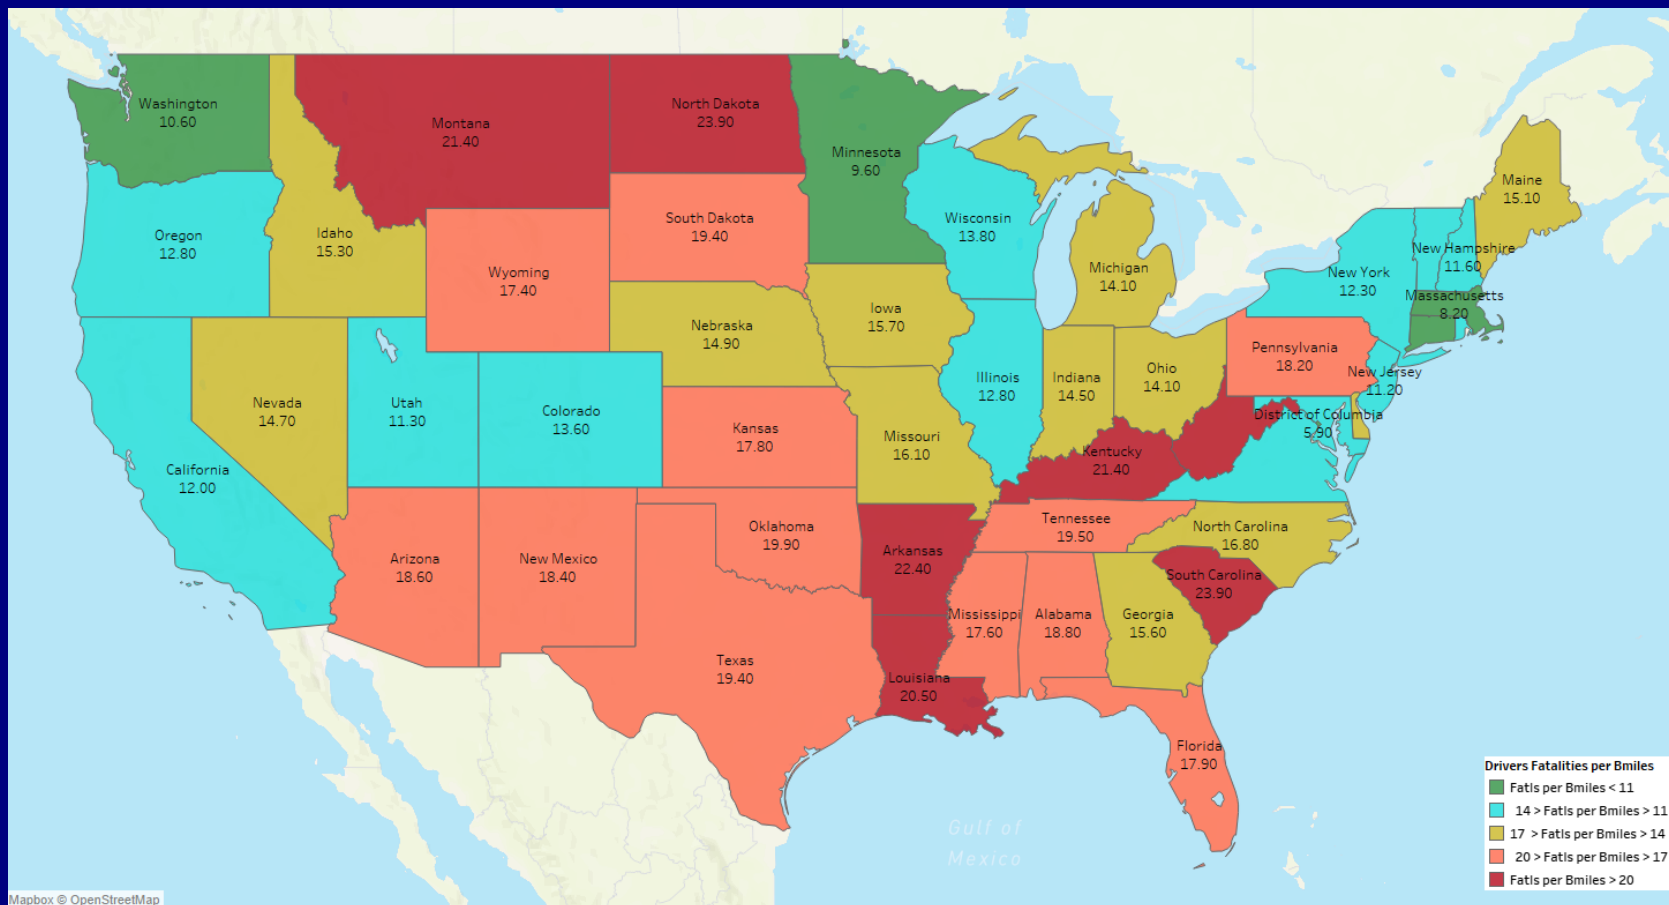 Washington
10.60
Montana
21.40
North Dakota
23.90
Minnesota
9.60
Maine
15.10
Oregon
12.80
Idaho
15.30
Wyoming
17.40
South Dakota
19.40
Wisconsin
13.80
Michigan
14.10
New York
12.30
New Hampshire
11.60
Massachusetts
8.20
Nevada
14.70
Utah
11.30
Colorado
13.60
Nebraska
14.90
Iowa
15.70
Illinois
12.80
Indiana
14.50
Ohio
14.10
Pennsylvania
18.20
New Jersey
11.20
District of Columbia
5.90
California
12.00
Kansas
17.80
Missouri
16.10
Kentucky
21.40
Arizona
18.60
New Mexico
18.40
Oklahoma
19.90
Arkansas
22.40
Tennessee
19.50
North Carolina
16.80
South Carolina
23.90
Texas
19.40
Louisiana
20.50
Mississippi
17.60
Alabama
18.80
Georgia
15.60
Florida
17.90
Gulf of
Mexico
Drivers Fatalities per Bmiles
Fatls per Bmiles < 11
14 > Fatls per Bmiles > 11
17 > Fatls per Bmiles > 14
20 > Fatls per Bmiles > 17
Fatls per Bmiles > 20
Mapbox © OpenStreetMap